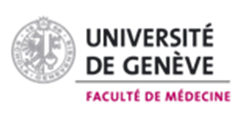 UNIVERSITÉ
DE GENÈVE
FACULTÉ DE MÉDECINE